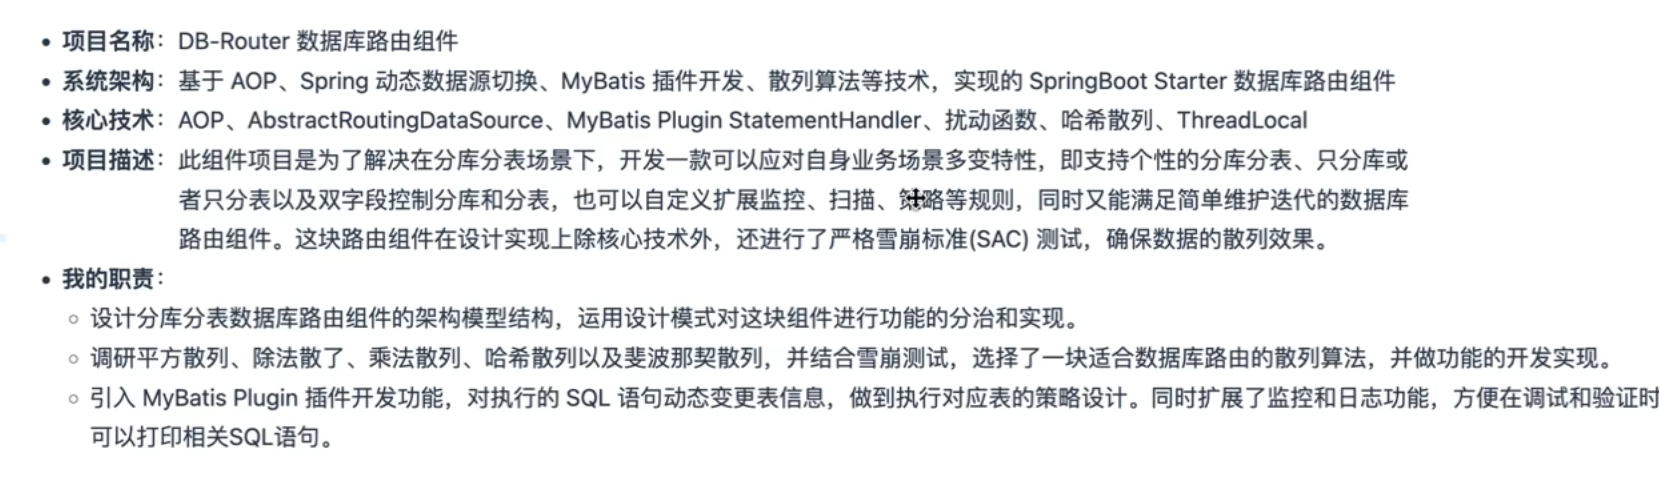 项目名称：DB-Router 数据库路由组件
系统架构：基于 AOP、Spring 动态数据源切换、MyBatis 插件开发、散列算法等技术，实现的 SpringBoot Starter 数据库路由组件
核心技术：AOP、AbstractRoutingDataSource、MyBatis Plugin StatementHandler、扰动函数、哈希散列、ThreadLocal
项目描述：此组件项目是为了解决在分库分表场景下，开发一款可以应对自身业务场景多变特性，即支持个性的分库分表、只分库或
者只分表以及双字段控制分库和分表，也可以自定义扩展监控、扫描、策略等规则，同时又能满足简单维护迭代的数据库
路由组件。这块路由组件在设计实现上除核心技术外，还进行了严格雪崩标准(SAC) 测试，确保数据的散列效果。
我的职责：
设计分库分表数据库路由组件的架构模型结构，运用设计模式对这块组件进行功能的分治和实现。
调研平方散列、除法散了、乘法散列、哈希散列以及斐波那契散列，并结合雪崩测试，选择了一块适合数据库路由的散列算法，并做功能的开发实现。
引入 MyBatis Plugin 插件开发功能，对执行的 SQL 语句动态变更表信息，做到执行对应表的策略设计。同时扩展了监控和日志功能，方便在调试和验证时
可以打印相关SQL语句。